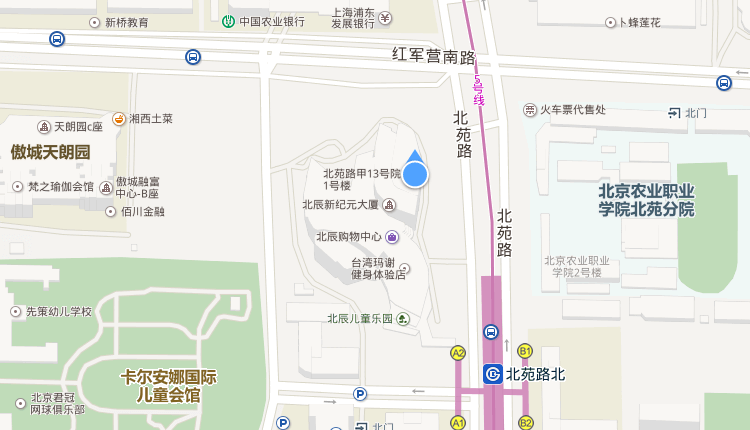 新桥教育
中国农业银行
上海浦东
发展银行
卜蜂莲花
红军营南路
5号线
北苑路
天朗园c座
湘西土菜
傲城天朗园
梵之瑜伽会馆
傲城融富
中心-B座
佰川金融
北苑路甲13号院
1号楼
北辰新纪元大厦
北辰购物中心
台湾玛谢
健身体验店
北辰儿童乐园
火车票代售处
北门
北京农业职业
学院北苑分院
北苑路
北京农业职业
学院2号楼
先策幼儿学校
卡尔安娜国际
儿童会馆
北京君冠
网球俱乐部
A2
B1
北苑路北
P
P
A1
B2
北门